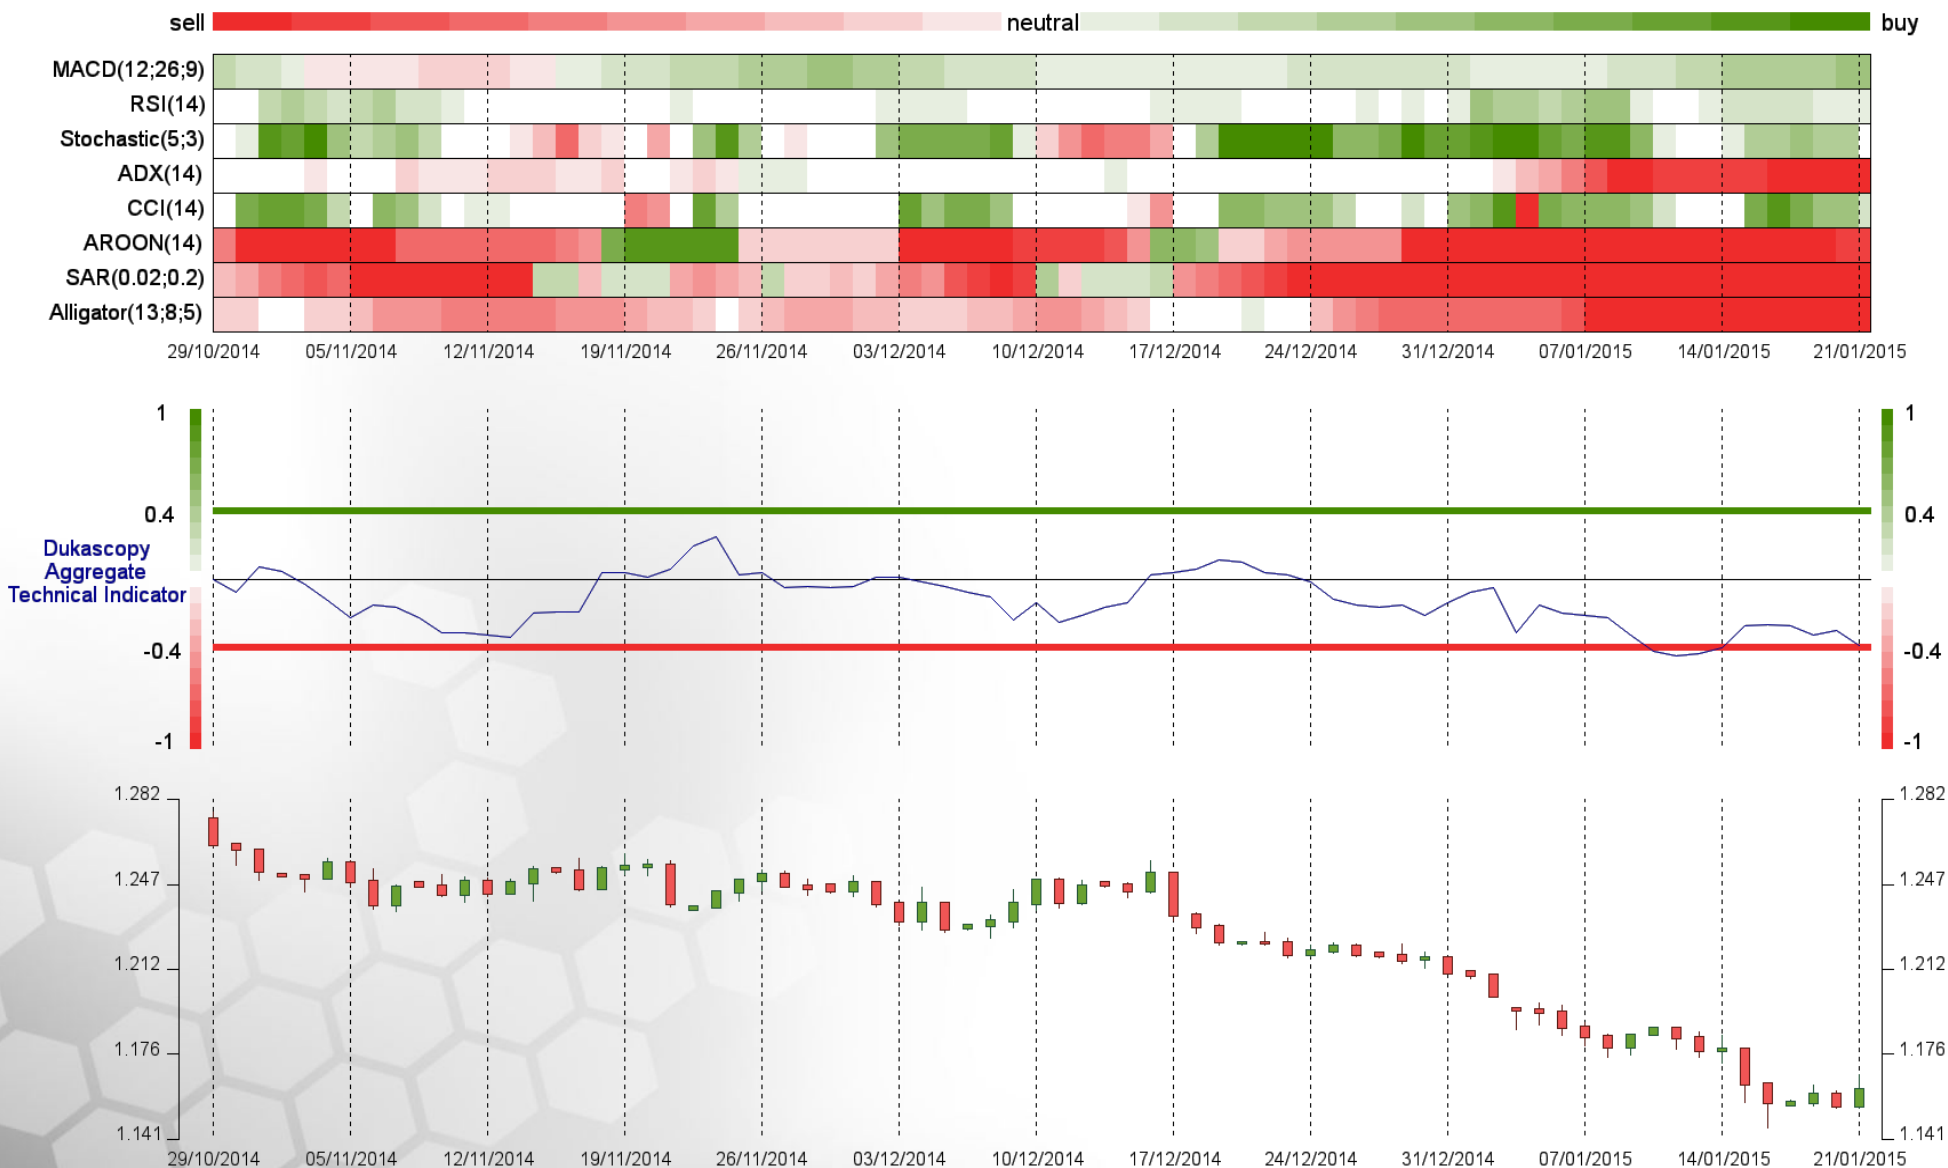 sell neutral buy
MACD(12;26;9)
RSI(14)
Stochastic(5;3)
ADX(14)
CCI(14)
AROON(14)
SAR(0.02;0.2)
Alligator(13;8;5)
29/10/2014 05/11/2014 12/11/2014 19/11/2014 26/11/2014 03/12/2014 10/12/2014 17/12/2014 24/12/2014 31/12/2014 07/01/2015 14/01/2015 21/01/2015
1 1
0.4 0.4
Dukascopy
Aggregate
Technical Indicator
-0.4 -0.4
-1 -1
1.282 1.282
1.247 1.247
1.212 1.212
1.176 1.176
1.141 1.141
29/10/2014 05/11/2014 12/11/2014 19/11/2014 26/11/2014 03/12/2014 10/12/2014 17/12/2014 24/12/2014 31/12/2014 07/01/2015 14/01/2015 21/01/2015